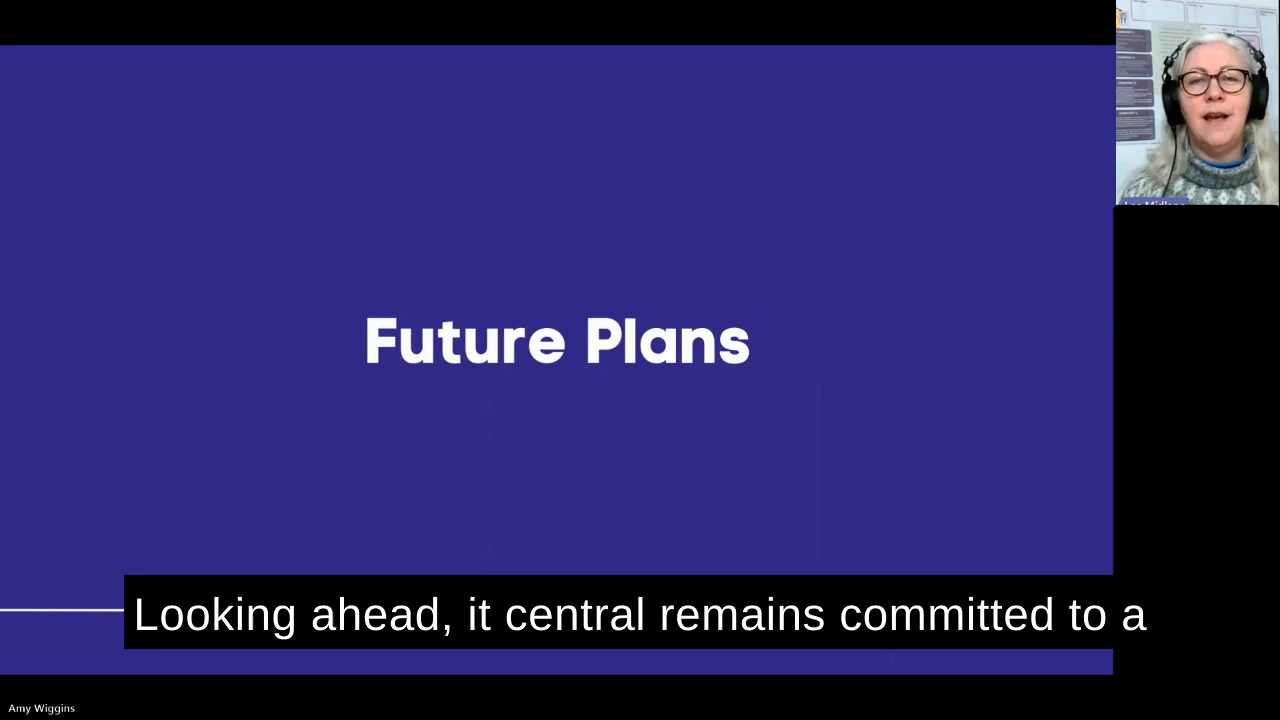 Future Plans
Looking ahead, it central remains committed to a
Amy Wiggins